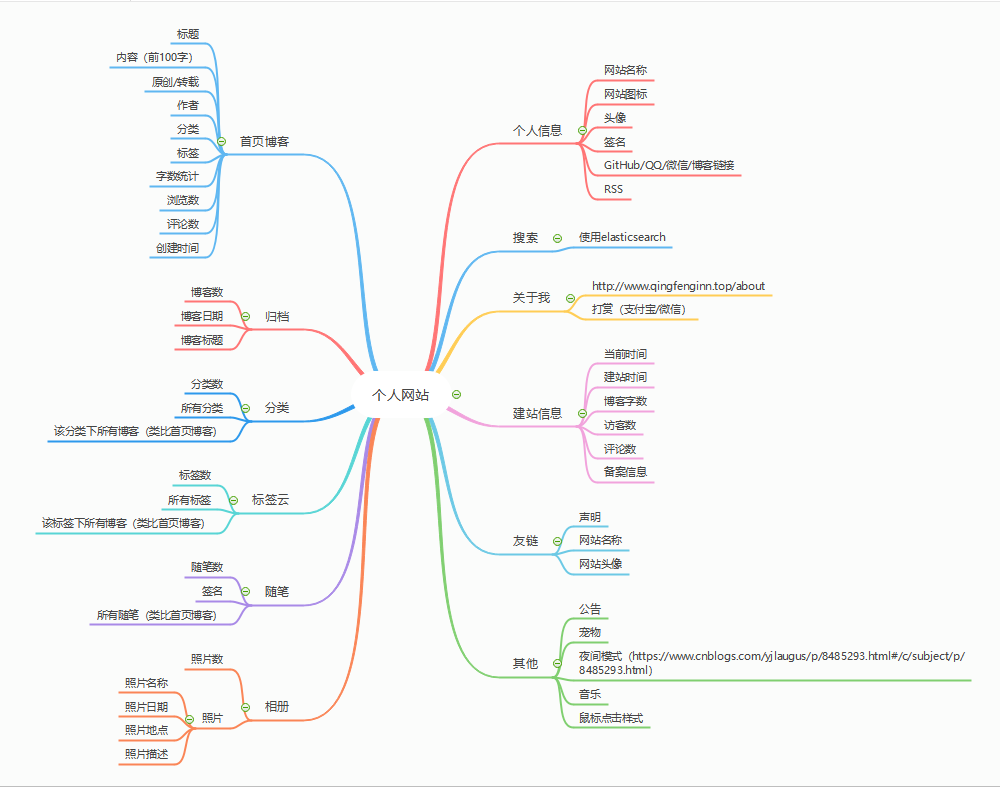 个人网站
个人信息
网站名称
网站图标
头像
签名
GitHub/QQ/微信/博客链接
RSS
搜索
使用elasticsearch
关于我
http://www.qingfenginn.top/about
打赏（支付宝/微信）
建站信息
当前时间
建站时间
博客字数
访客数
评论数
备案信息
友链
声明
网站名称
网站头像
其他
公告
宠物
夜间模式（https://www.cnblogs.com/yjlaugus/p/8485293.html#/c/subject/p/
8485293.html）
音乐
鼠标点击样式
首页博客
标题
内容（前100字）
原创/转载
作者
分类
标签
字数统计
浏览数
评论数
创建时间
归档
博客数
博客日期
博客标题
分类
分类数
所有分类
该分类下所有博客（类比首页博客）
标签云
标签数
所有标签
该标签下所有博客（类比首页博客）
随笔
随笔数
签名
所有随笔（类比首页博客）
相册
照片数
照片
照片名称
照片日期
照片地点
照片描述